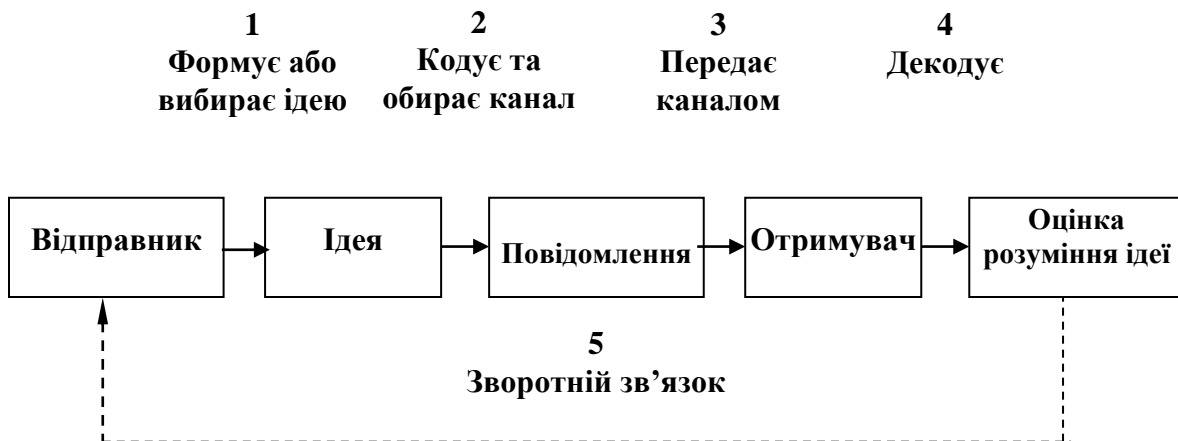 1
Формує або
вибирає ідею
2
Кодує та
обирає канал
3
Передає
каналом
4
Декодує
Відправник
Ідея
Повідомлення
Отримувач
Оцінка
розуміння ідеї
5
Зворотній зв’язок